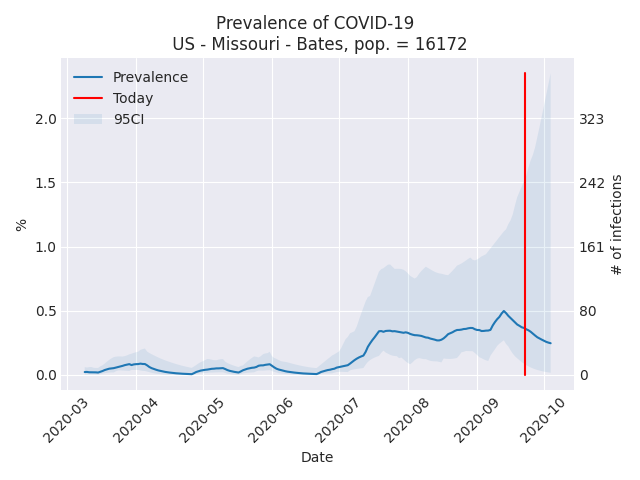 Prevalence of COVID-19
US - Missouri - Bates, pop. = 16172
Prevalence
Today
95CI
2.0
1.5
1.0
0.5
0.0
%
323
242
161
80
0
# of infections
2020-03
2020-04
2020-05
2020-06
2020-07
2020-08
2020-09
2020-10
Date